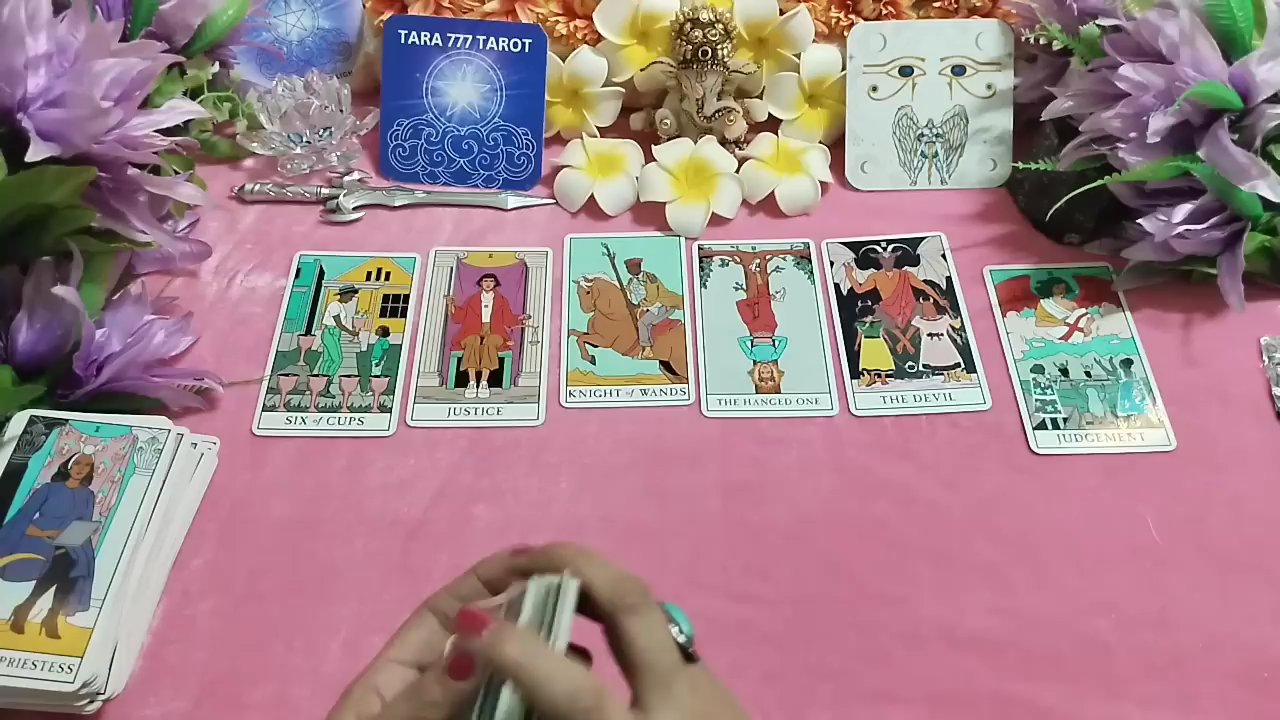 TARA 777 TAROT
SIX of CUPS
JUSTICE
KNIGHT of WANDS
THE HANGED ONE
THE DEVIL
JUDGEMENT
PRIESTESS